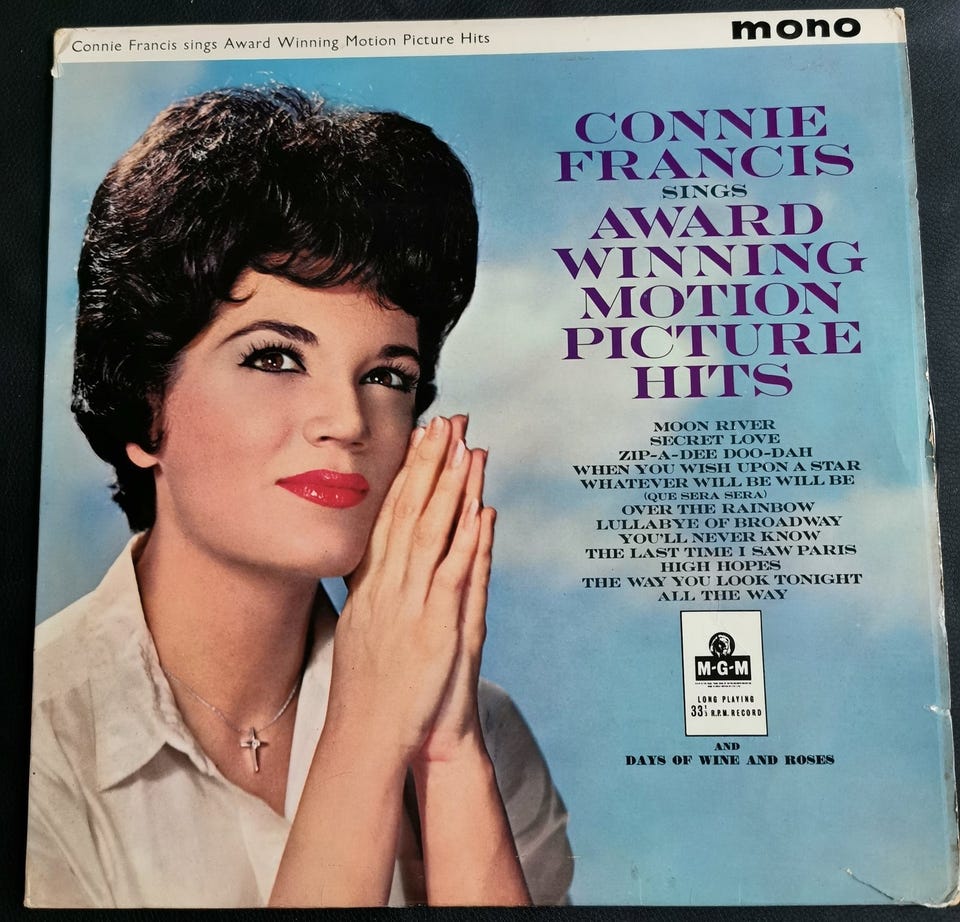 Connie Francis sings Award Winning Motion Picture Hits
mono
CONNIE
FRANCIS
SINGS
AWARD
WINNING
MOTION
PICTURE
HITS
MOON RIVER
SECRET LOVE
ZIP-A-DEE DOO-DAH
WHEN YOU WISH UPON A STAR
WHATEVER WILL BE WILL BE
(QUE SERA SERA)
OVER THE RAINBOW
LULLABYE OF BROADWAY
YOU'LL NEVER KNOW
THE LAST TIME I SAW PARIS
HIGH HOPES
THE WAY YOU LOOK TONIGHT
ALL THE WAY
M-G-M
LONG PLAYING
33⅓ R.P.M. RECORD
AND
DAYS OF WINE AND ROSES